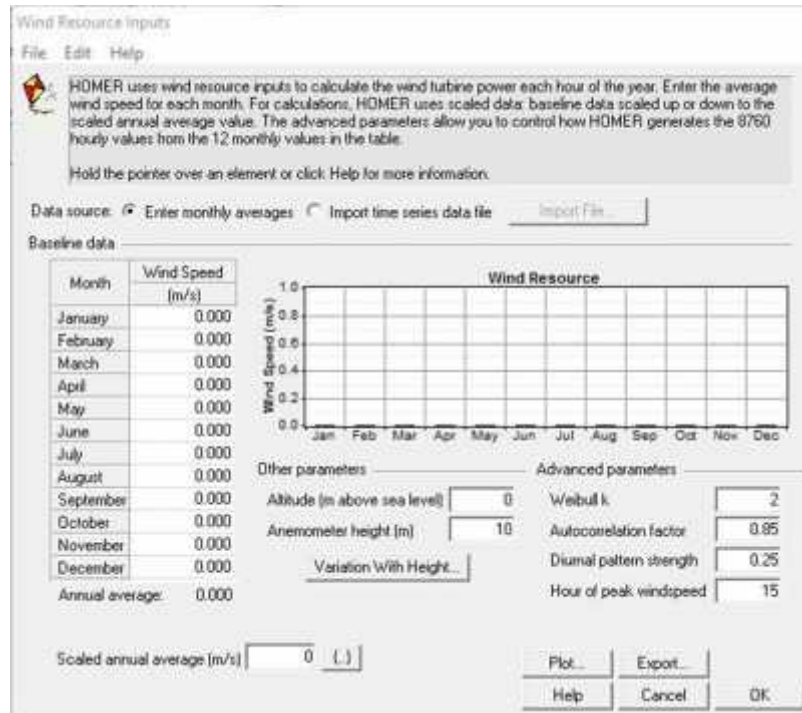 Wind Resource Inputs
File Edit Help
HOMER uses wind resource inputs to calculate the wind turbine power each hour of the year. Enter the average
wind speed for each month. For calculations, HOMER uses scaled data: baseline data scaled up or down to the
scaled annual average value. The advanced parameters allow you to control how HOMER generates the 8760
hourly values from the 12 monthly values in the table.
Hold the pointer over an element or click Help for more information.
Data source: Enter monthly averages Import time series data file Import File...
Baseline data
Month Wind Speed
(m/s)
January 0.000
February 0.000
March 0.000
April 0.000
May 0.000
June 0.000
July 0.000
August 0.000
September 0.000
October 0.000
November 0.000
December 0.000
Annual average: 0.000
Wind Resource
Wind Speed (m/s)
1.0
0.8
0.6
0.4
0.2
0.0
Jan Feb Mar Apr May Jun Jul Aug Sep Oct Nov Dec
Other parameters
Altitude (m above sea level) 0
Anemometer height (m) 10
Variation With Height...
Advanced parameters
Weibull k 2
Autocorrelation factor 0.85
Diurnal pattern strength 0.25
Hour of peak windspeed 15
Scaled annual average (m/s) 0 {..}
Plot... Export...
Help Cancel OK